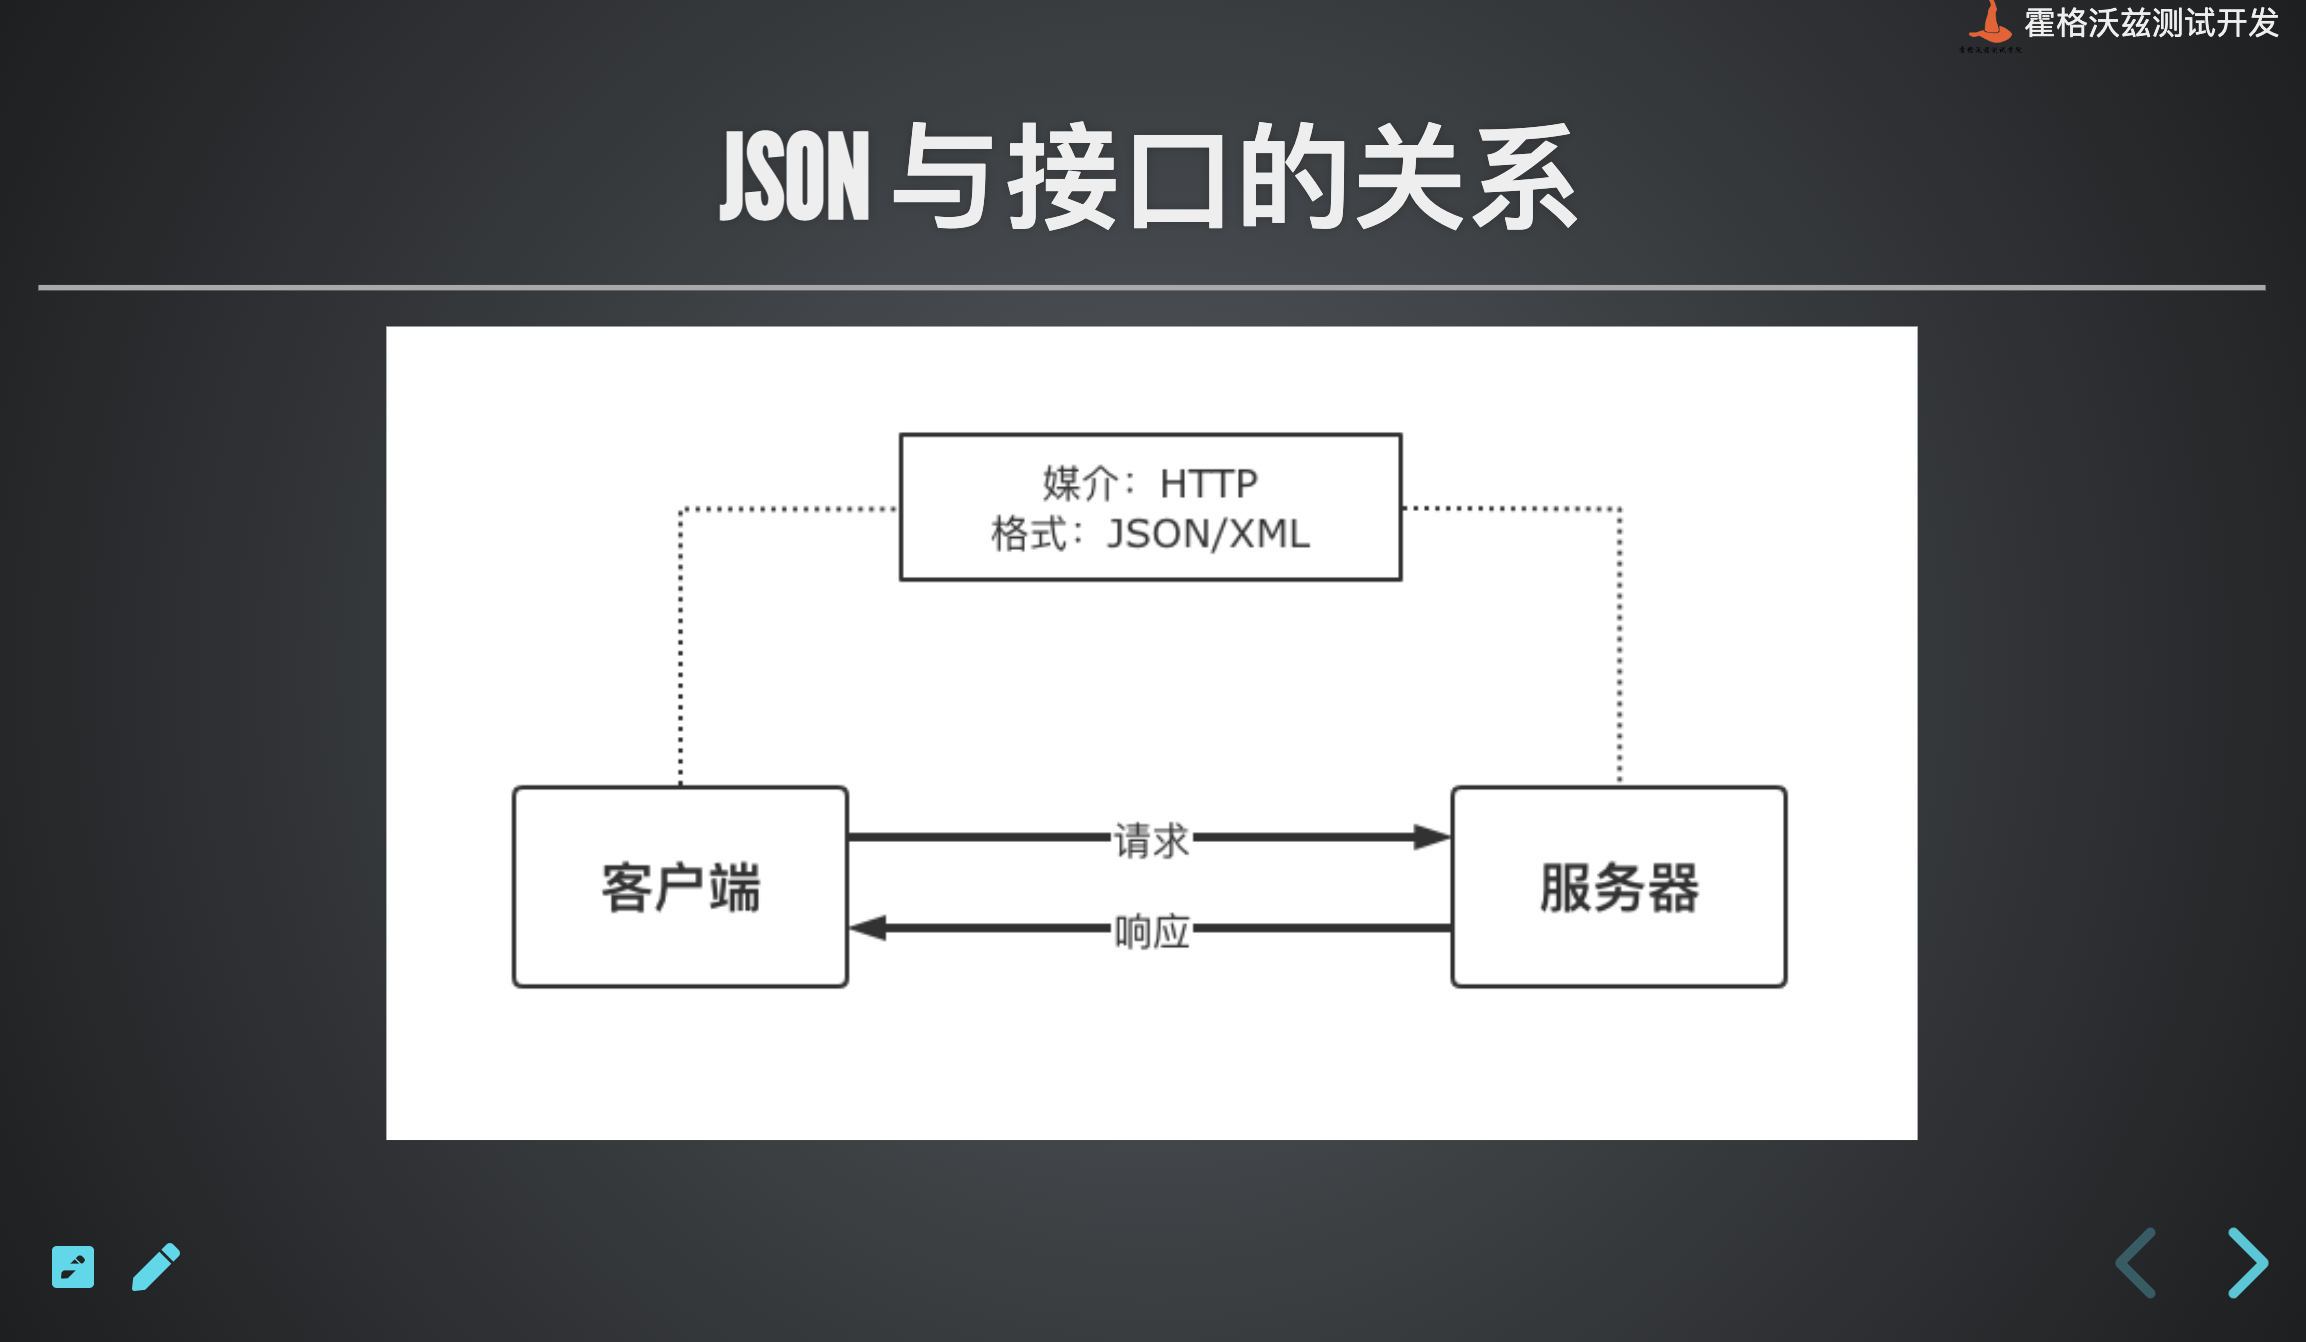 霍格沃兹测试开发
JSON 与接口的关系
媒介：HTTP
格式：JSON/XML
请求
客户端
服务器
响应